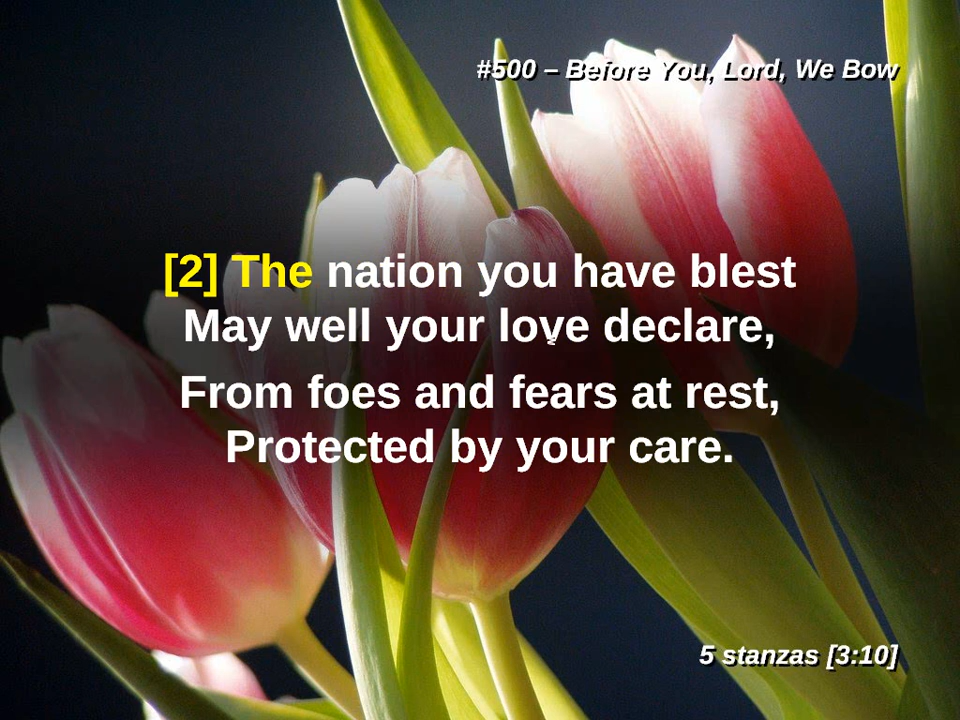 #500 – Before You, Lord, We Bow
[2] The nation you have blest
May well your love declare,
From foes and fears at rest,
Protected by your care.
5 stanzas [3:10]